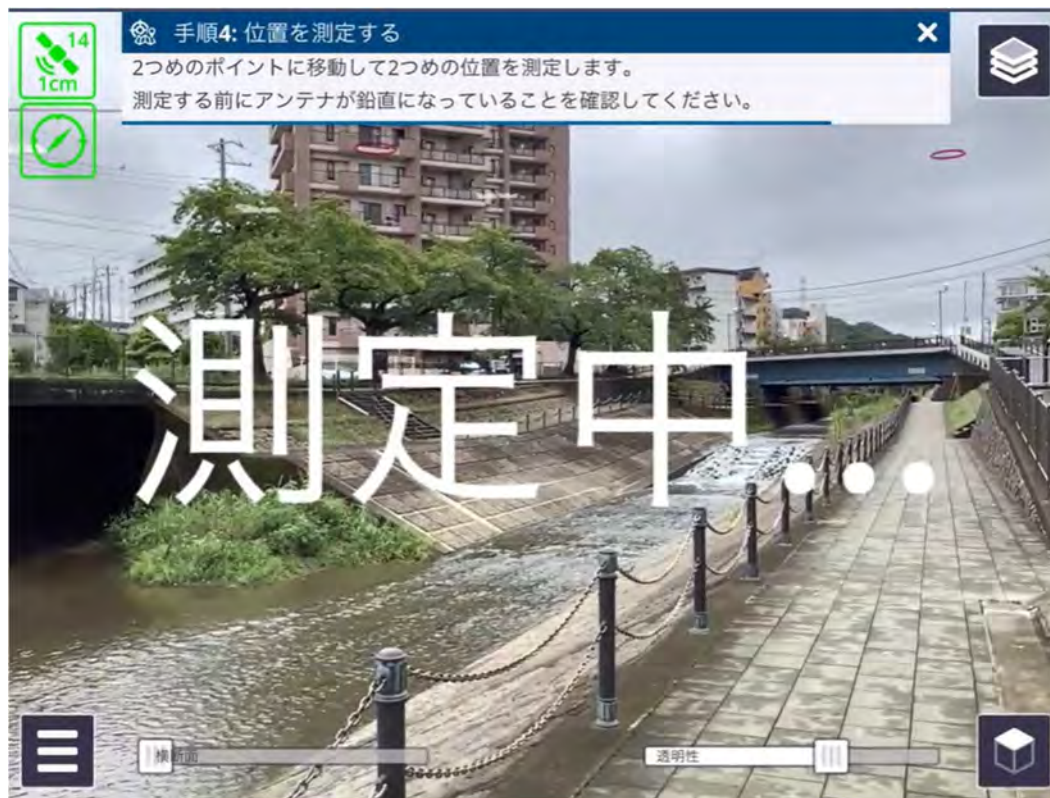 14
1cm
手順4: 位置を測定する
2つめのポイントに移動して2つめの位置を測定します。
測定する前にアンテナが鉛直になっていることを確認してください。
測定中...
横断面
透明性